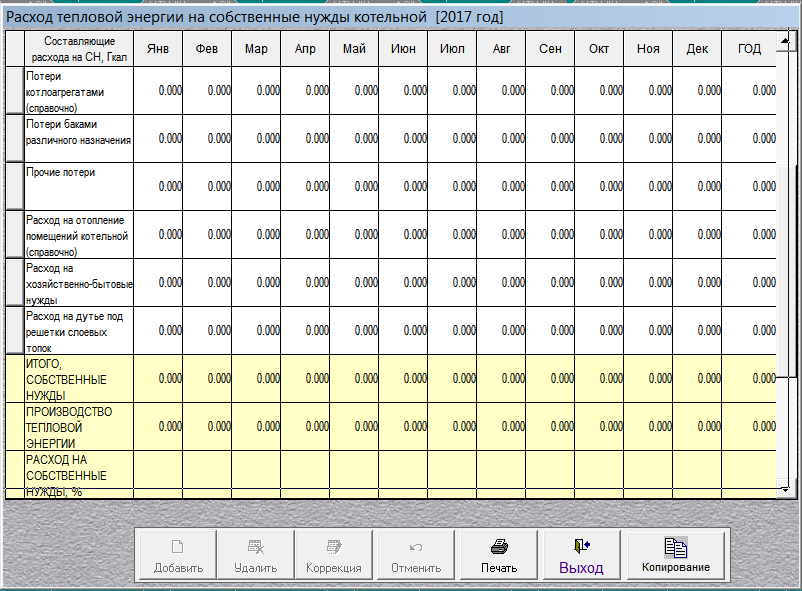 Расход тепловой энергии на собственные нужды котельной [2017 год]
Составляющие расхода на СН, Гкал Янв Фев Мар Апр Май Июн Июл Авг Сен Окт Ноя Дек ГОД
Потери
котлоагрегатами
(справочно)
0.000 0.000 0.000 0.000 0.000 0.000 0.000 0.000 0.000 0.000 0.000 0.000 0.000
Потери баками
различного назначения
0.000 0.000 0.000 0.000 0.000 0.000 0.000 0.000 0.000 0.000 0.000 0.000 0.000
Прочие потери
0.000 0.000 0.000 0.000 0.000 0.000 0.000 0.000 0.000 0.000 0.000 0.000 0.000
Расход на отопление
помещений котельной
(справочно)
0.000 0.000 0.000 0.000 0.000 0.000 0.000 0.000 0.000 0.000 0.000 0.000 0.000
Расход на
хозяйственно-бытовые
нужды
0.000 0.000 0.000 0.000 0.000 0.000 0.000 0.000 0.000 0.000 0.000 0.000 0.000
Расход на дутье под
решетки слоевых
топок
0.000 0.000 0.000 0.000 0.000 0.000 0.000 0.000 0.000 0.000 0.000 0.000 0.000
ИТОГО,
СОБСТВЕННЫЕ
НУЖДЫ
0.000 0.000 0.000 0.000 0.000 0.000 0.000 0.000 0.000 0.000 0.000 0.000 0.000
ПРОИЗВОДСТВО
ТЕПЛОВОЙ
ЭНЕРГИИ
0.000 0.000 0.000 0.000 0.000 0.000 0.000 0.000 0.000 0.000 0.000 0.000 0.000
РАСХОД НА
СОБСТВЕННЫЕ
НУЖДЫ, %
Добавить Удалить Коррекция Отменить Печать Выход Копирование